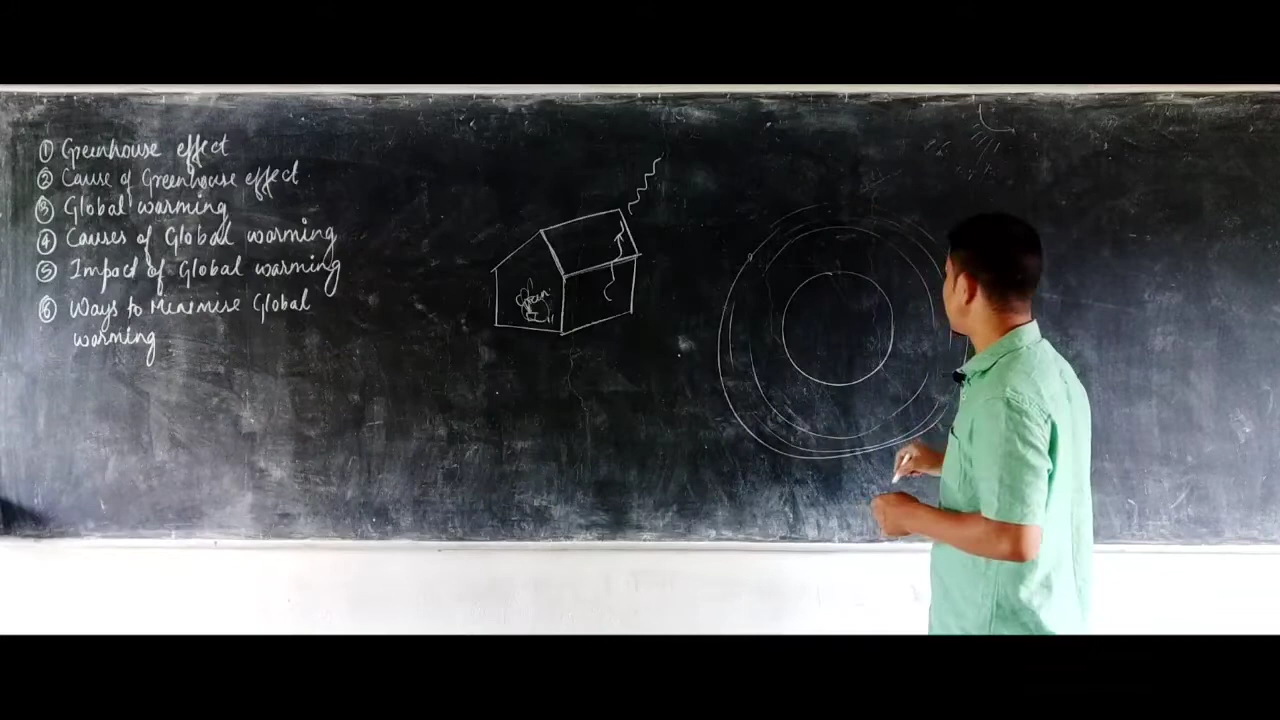 ① Greenhouse effect
② Cause of Greenhouse effect
③ Global warming
④ Causes of Global warming
⑤ Impact of Global warming
⑥ Ways to Minimise Global
warming